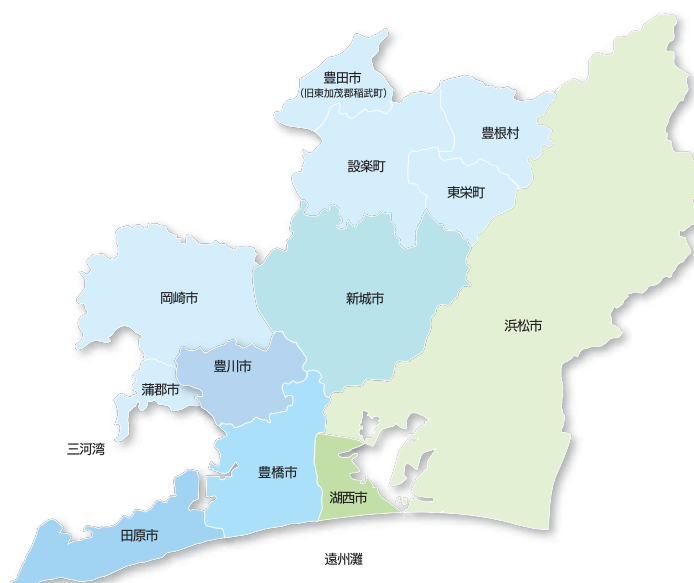 豊田市
（旧東加茂郡稲武町）
豊根村
設楽町
東栄町
岡崎市
新城市
浜松市
豊川市
蒲郡市
三河湾
豊橋市
湖西市
田原市
遠州灘